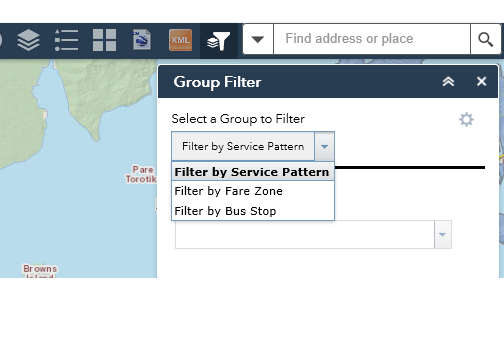 XML
Find address or place
Group Filter
Select a Group to Filter
Filter by Service Pattern
Filter by Service Pattern
Filter by Fare Zone
Filter by Bus Stop
Pare
Torotik
Browns
Island